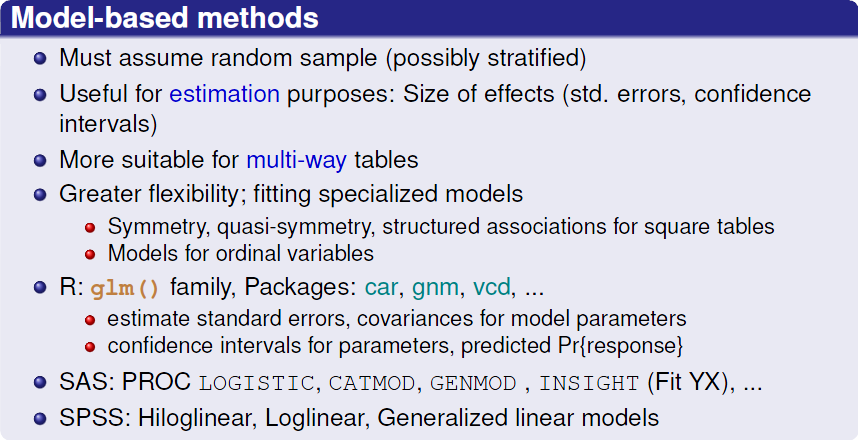 Model-based methods
Must assume random sample (possibly stratified)
Useful for estimation purposes: Size of effects (std. errors, confidence
intervals)
More suitable for multi-way tables
Greater flexibility; fitting specialized models
Symmetry, quasi-symmetry, structured associations for square tables
Models for ordinal variables
R: glm() family, Packages: car, gnm, vcd, ...
estimate standard errors, covariances for model parameters
confidence intervals for parameters, predicted Pr{response}
SAS: PROC LOGISTIC, CATMOD, GENMOD , INSIGHT (Fit YX), ...
SPSS: Hiloglinear, Loglinear, Generalized linear models